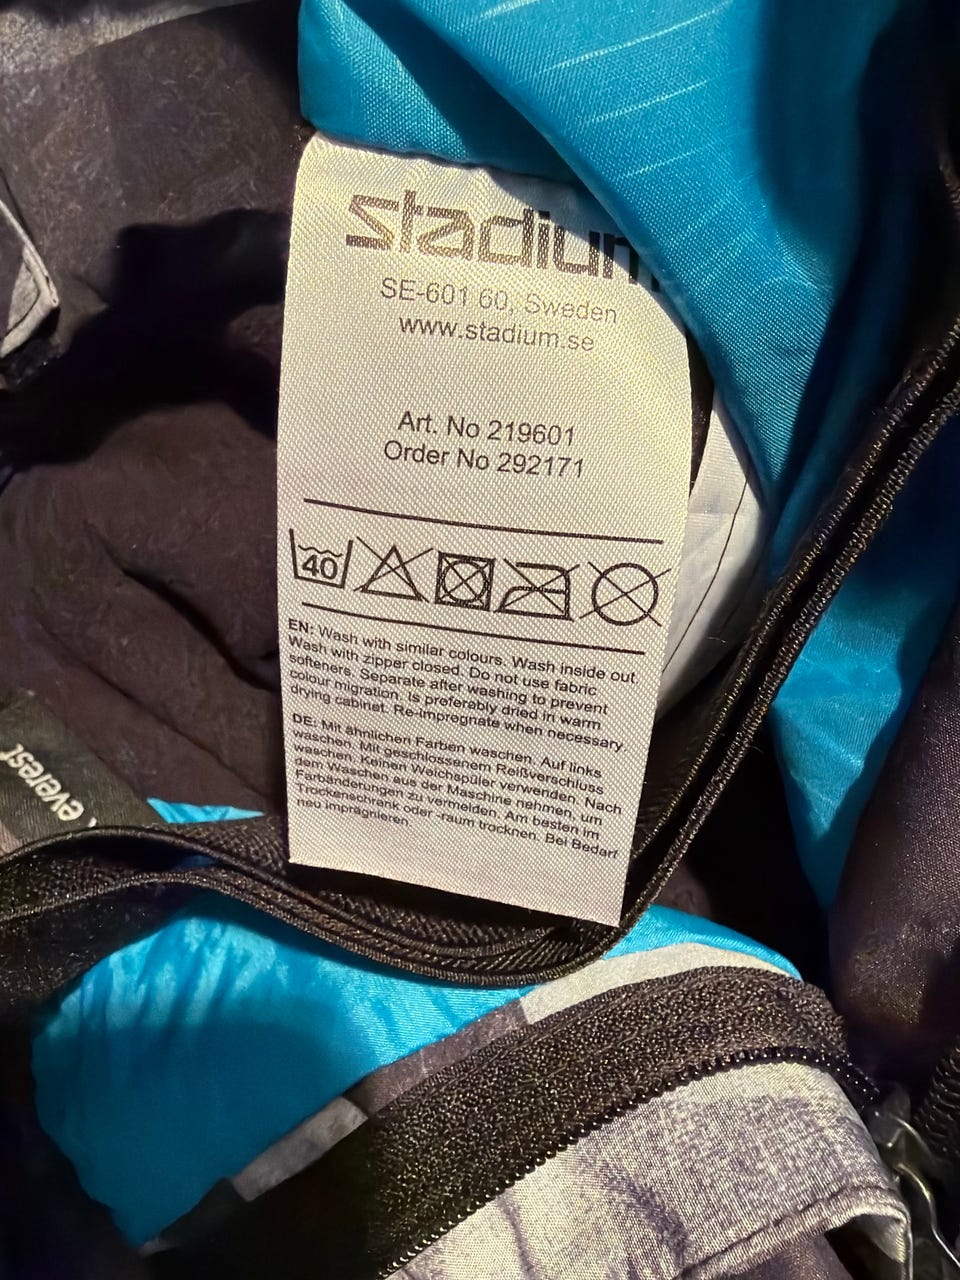 stadium
SE-601 60, Sweden
www.stadium.se
Art. No 219601
Order No 292171
40
EN: Wash with similar colours. Wash inside out
Wash with zipper closed. Do not use fabric
softeners. Separate after washing to prevent
colour migration. Is preferably dried in warm
drying cabinet. Re-impregnate when necessary
DE: Mit ähnlichen Farben waschen. Auf links
waschen. Mit geschlossenem Reißverschluss
waschen. Keinen Weichspüler verwenden. Nach
dem Waschen aus der Maschine nehmen, um
Farbänderungen zu vermeiden. Am besten im
Trockenschrank oder -raum trocknen. Bei Bedarf
neu imprägnieren.
everest